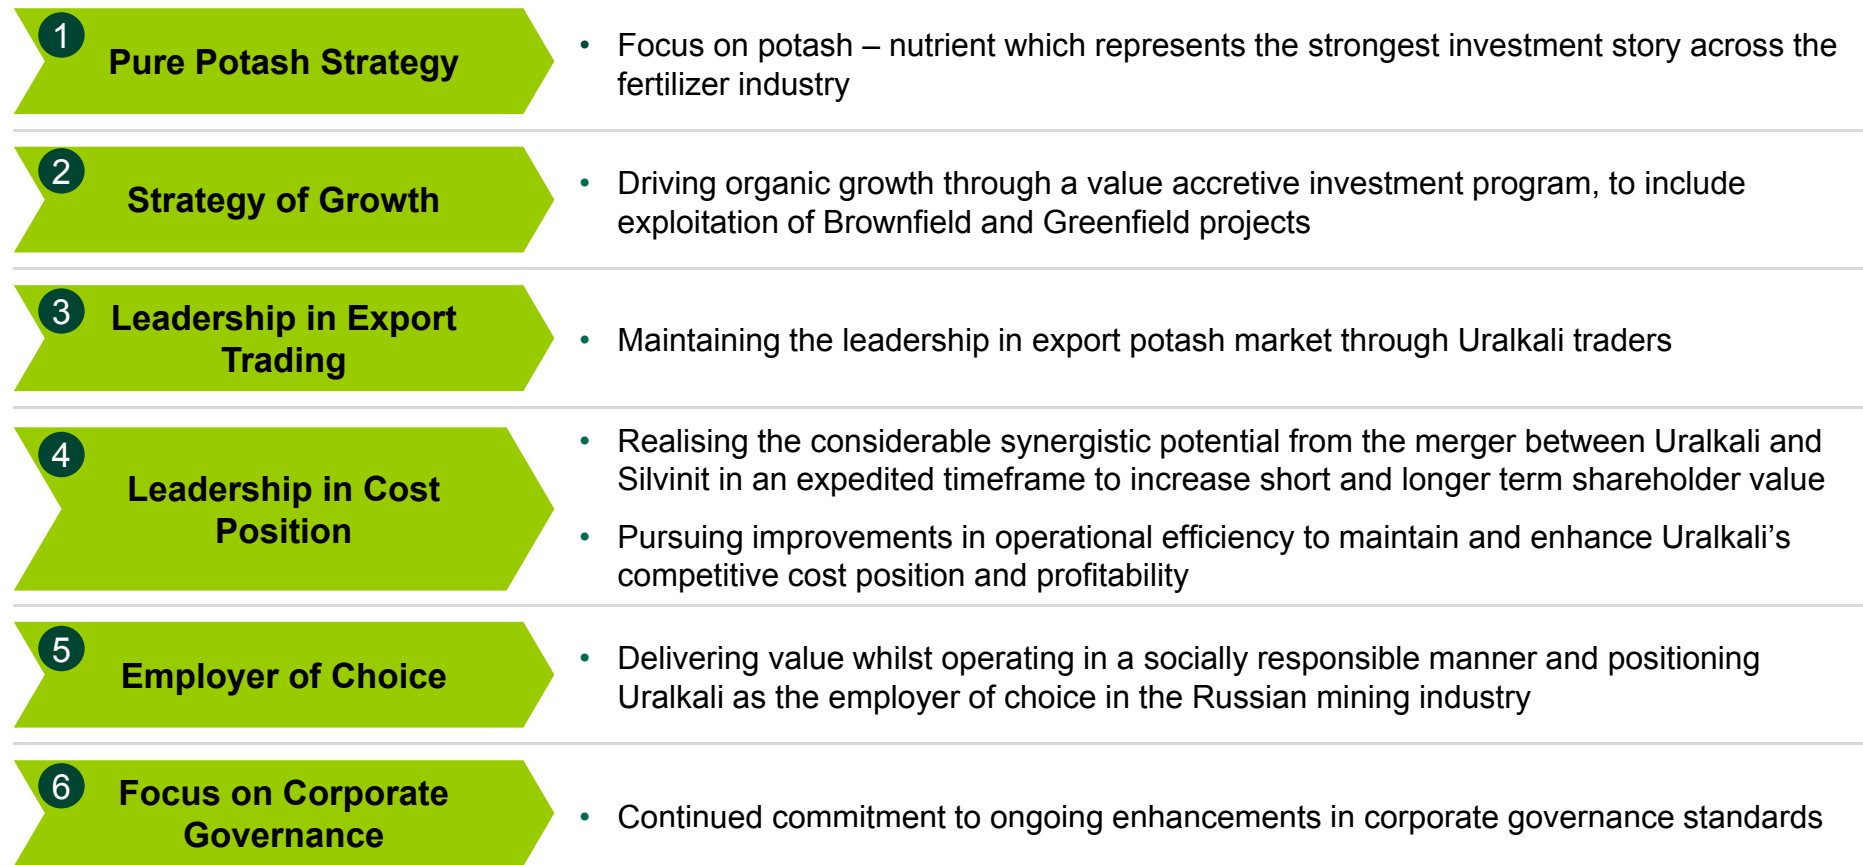 1
Pure Potash Strategy
• Focus on potash – nutrient which represents the strongest investment story across the
fertilizer industry
2
Strategy of Growth
• Driving organic growth through a value accretive investment program, to include
exploitation of Brownfield and Greenfield projects
3
Leadership in Export
Trading
• Maintaining the leadership in export potash market through Uralkali traders
4
Leadership in Cost
Position
• Realising the considerable synergistic potential from the merger between Uralkali and
Silvinit in an expedited timeframe to increase short and longer term shareholder value
• Pursuing improvements in operational efficiency to maintain and enhance Uralkali’s
competitive cost position and profitability
5
Employer of Choice
• Delivering value whilst operating in a socially responsible manner and positioning
Uralkali as the employer of choice in the Russian mining industry
6
Focus on Corporate
Governance
• Continued commitment to ongoing enhancements in corporate governance standards